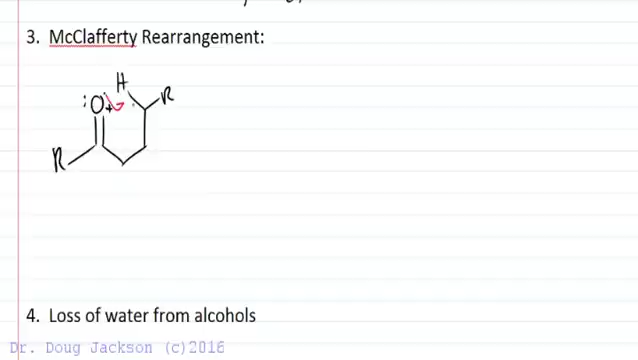 3. McClafferty Rearrangement:
H
:O+. R
R
4. Loss of water from alcohols
Dr. Doug Jackson (c)2016